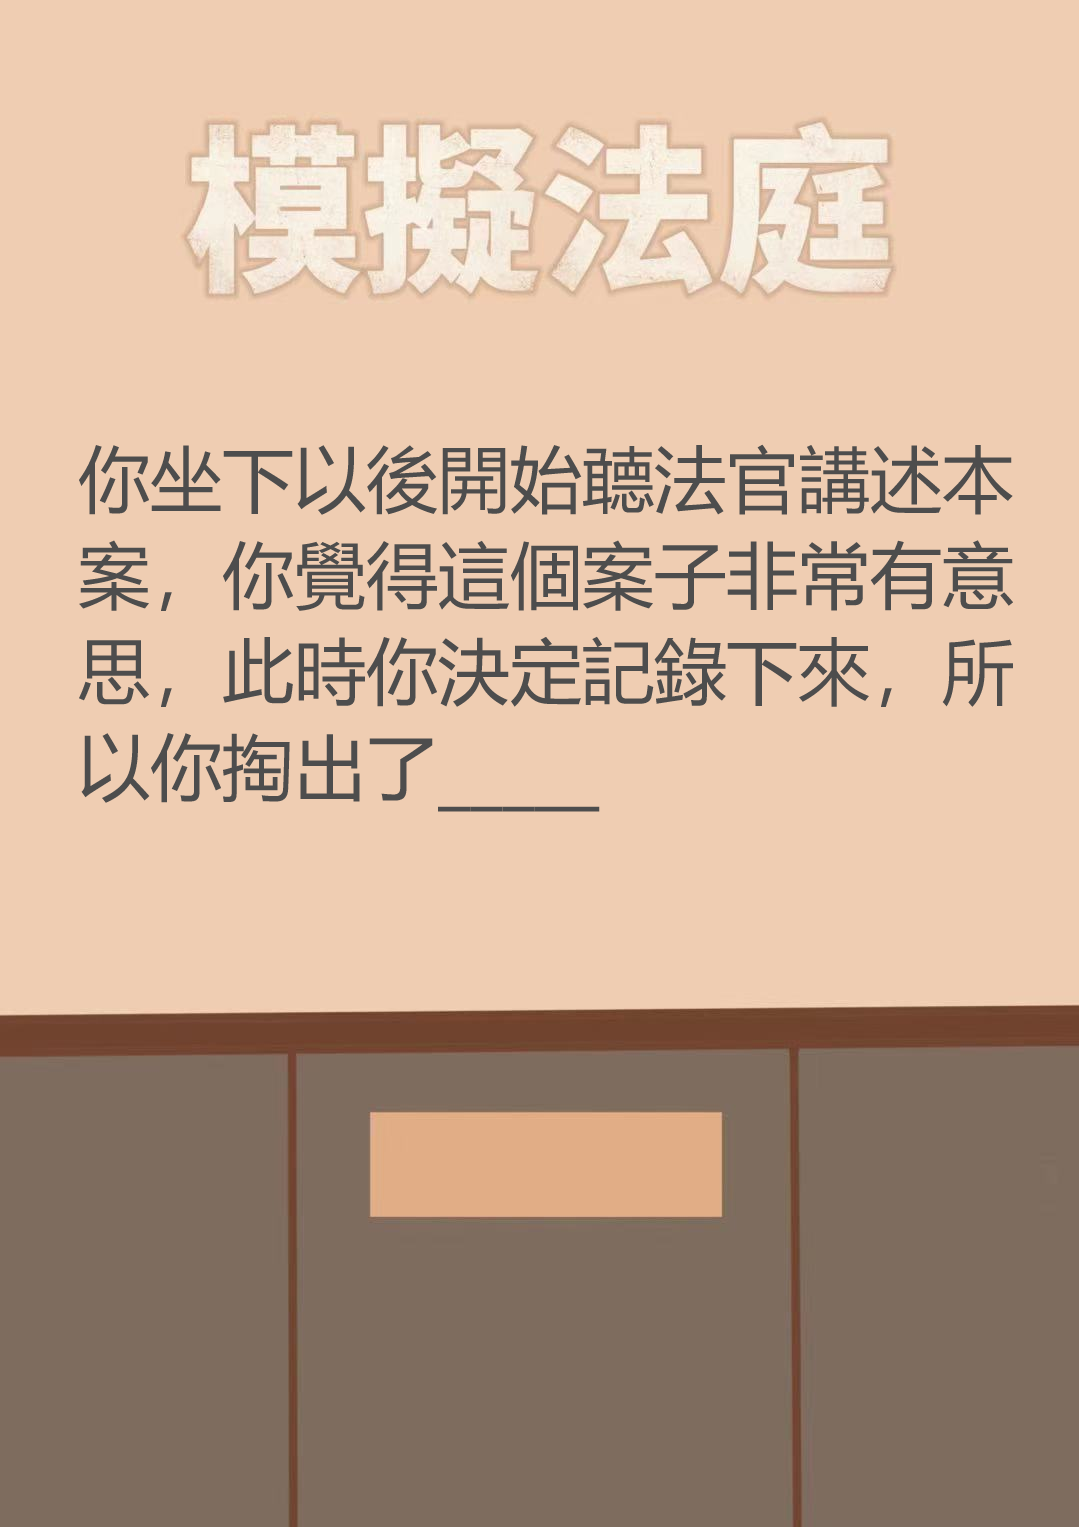 模擬法庭
你坐下以後開始聽法官講述本
案，你覺得這個案子非常有意
思，此時你決定記錄下來，所
以你掏出了_____